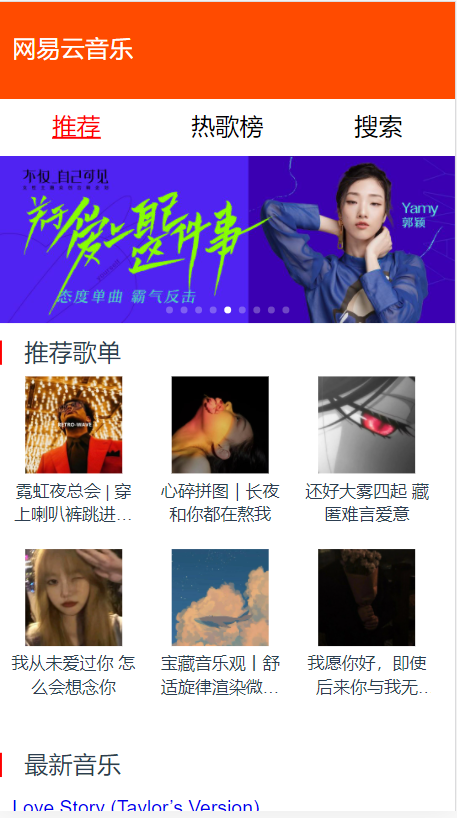 网易云音乐
推荐 热歌榜 搜索
不仅_自己可见
关于爱上酷这件事
Yamy
郭颖
态度单曲 霸气反击
推荐歌单
RETRO-WAVE
霓虹夜总会 | 穿
上喇叭裤跳进…
心碎拼图｜长夜
和你都在熬我
还好大雾四起 藏
匿难言爱意
我从未爱过你 怎
么会想念你
宝藏音乐观丨舒
适旋律渲染微…
我愿你好，即使
后来你与我无…
最新音乐
Love Story (Taylor’s Version)